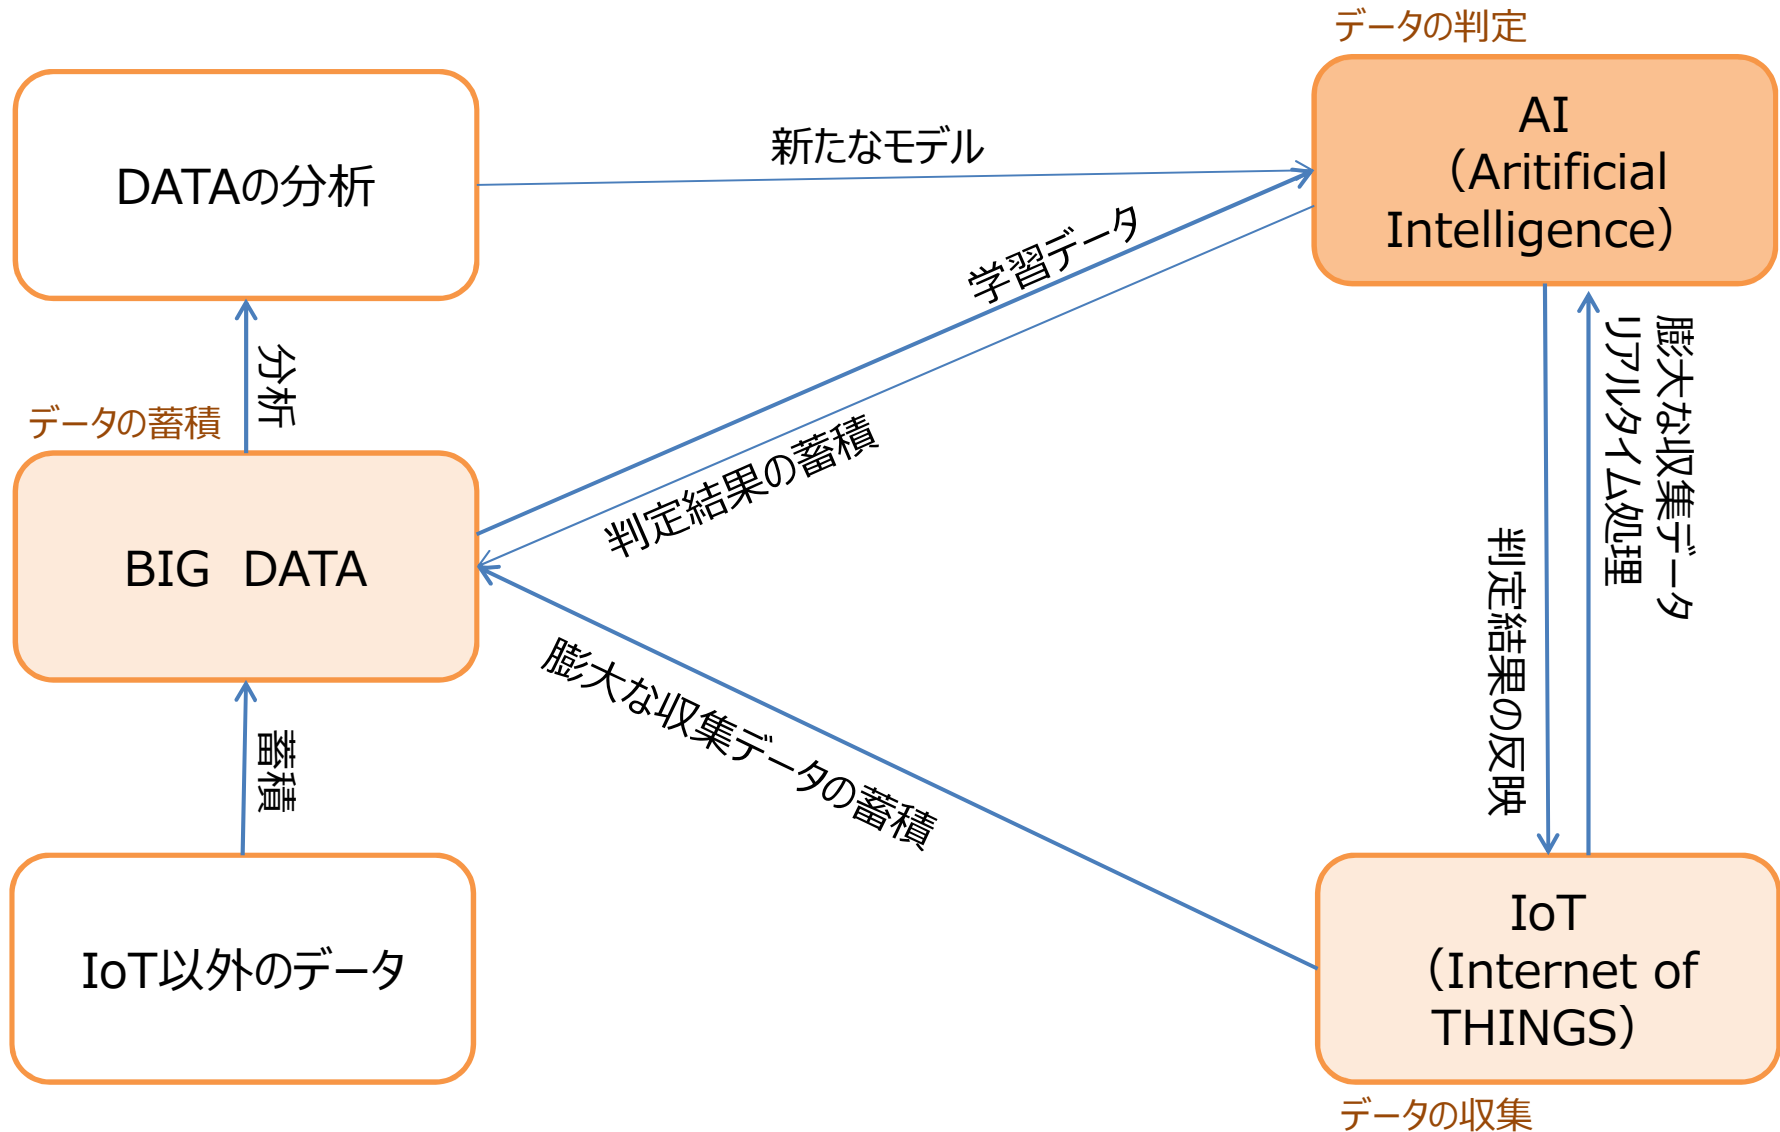 データの判定
DATAの分析
新たなモデル
AI
（Aritificial
Intelligence）
学習データ
分析
膨大な収集データ
リアルタイム処理
データの蓄積
BIG　DATA
判定結果の蓄積
判定結果の反映
膨大な収集データの蓄積
蓄積
IoT以外のデータ
IoT
（Internet of
THINGS）
データの収集